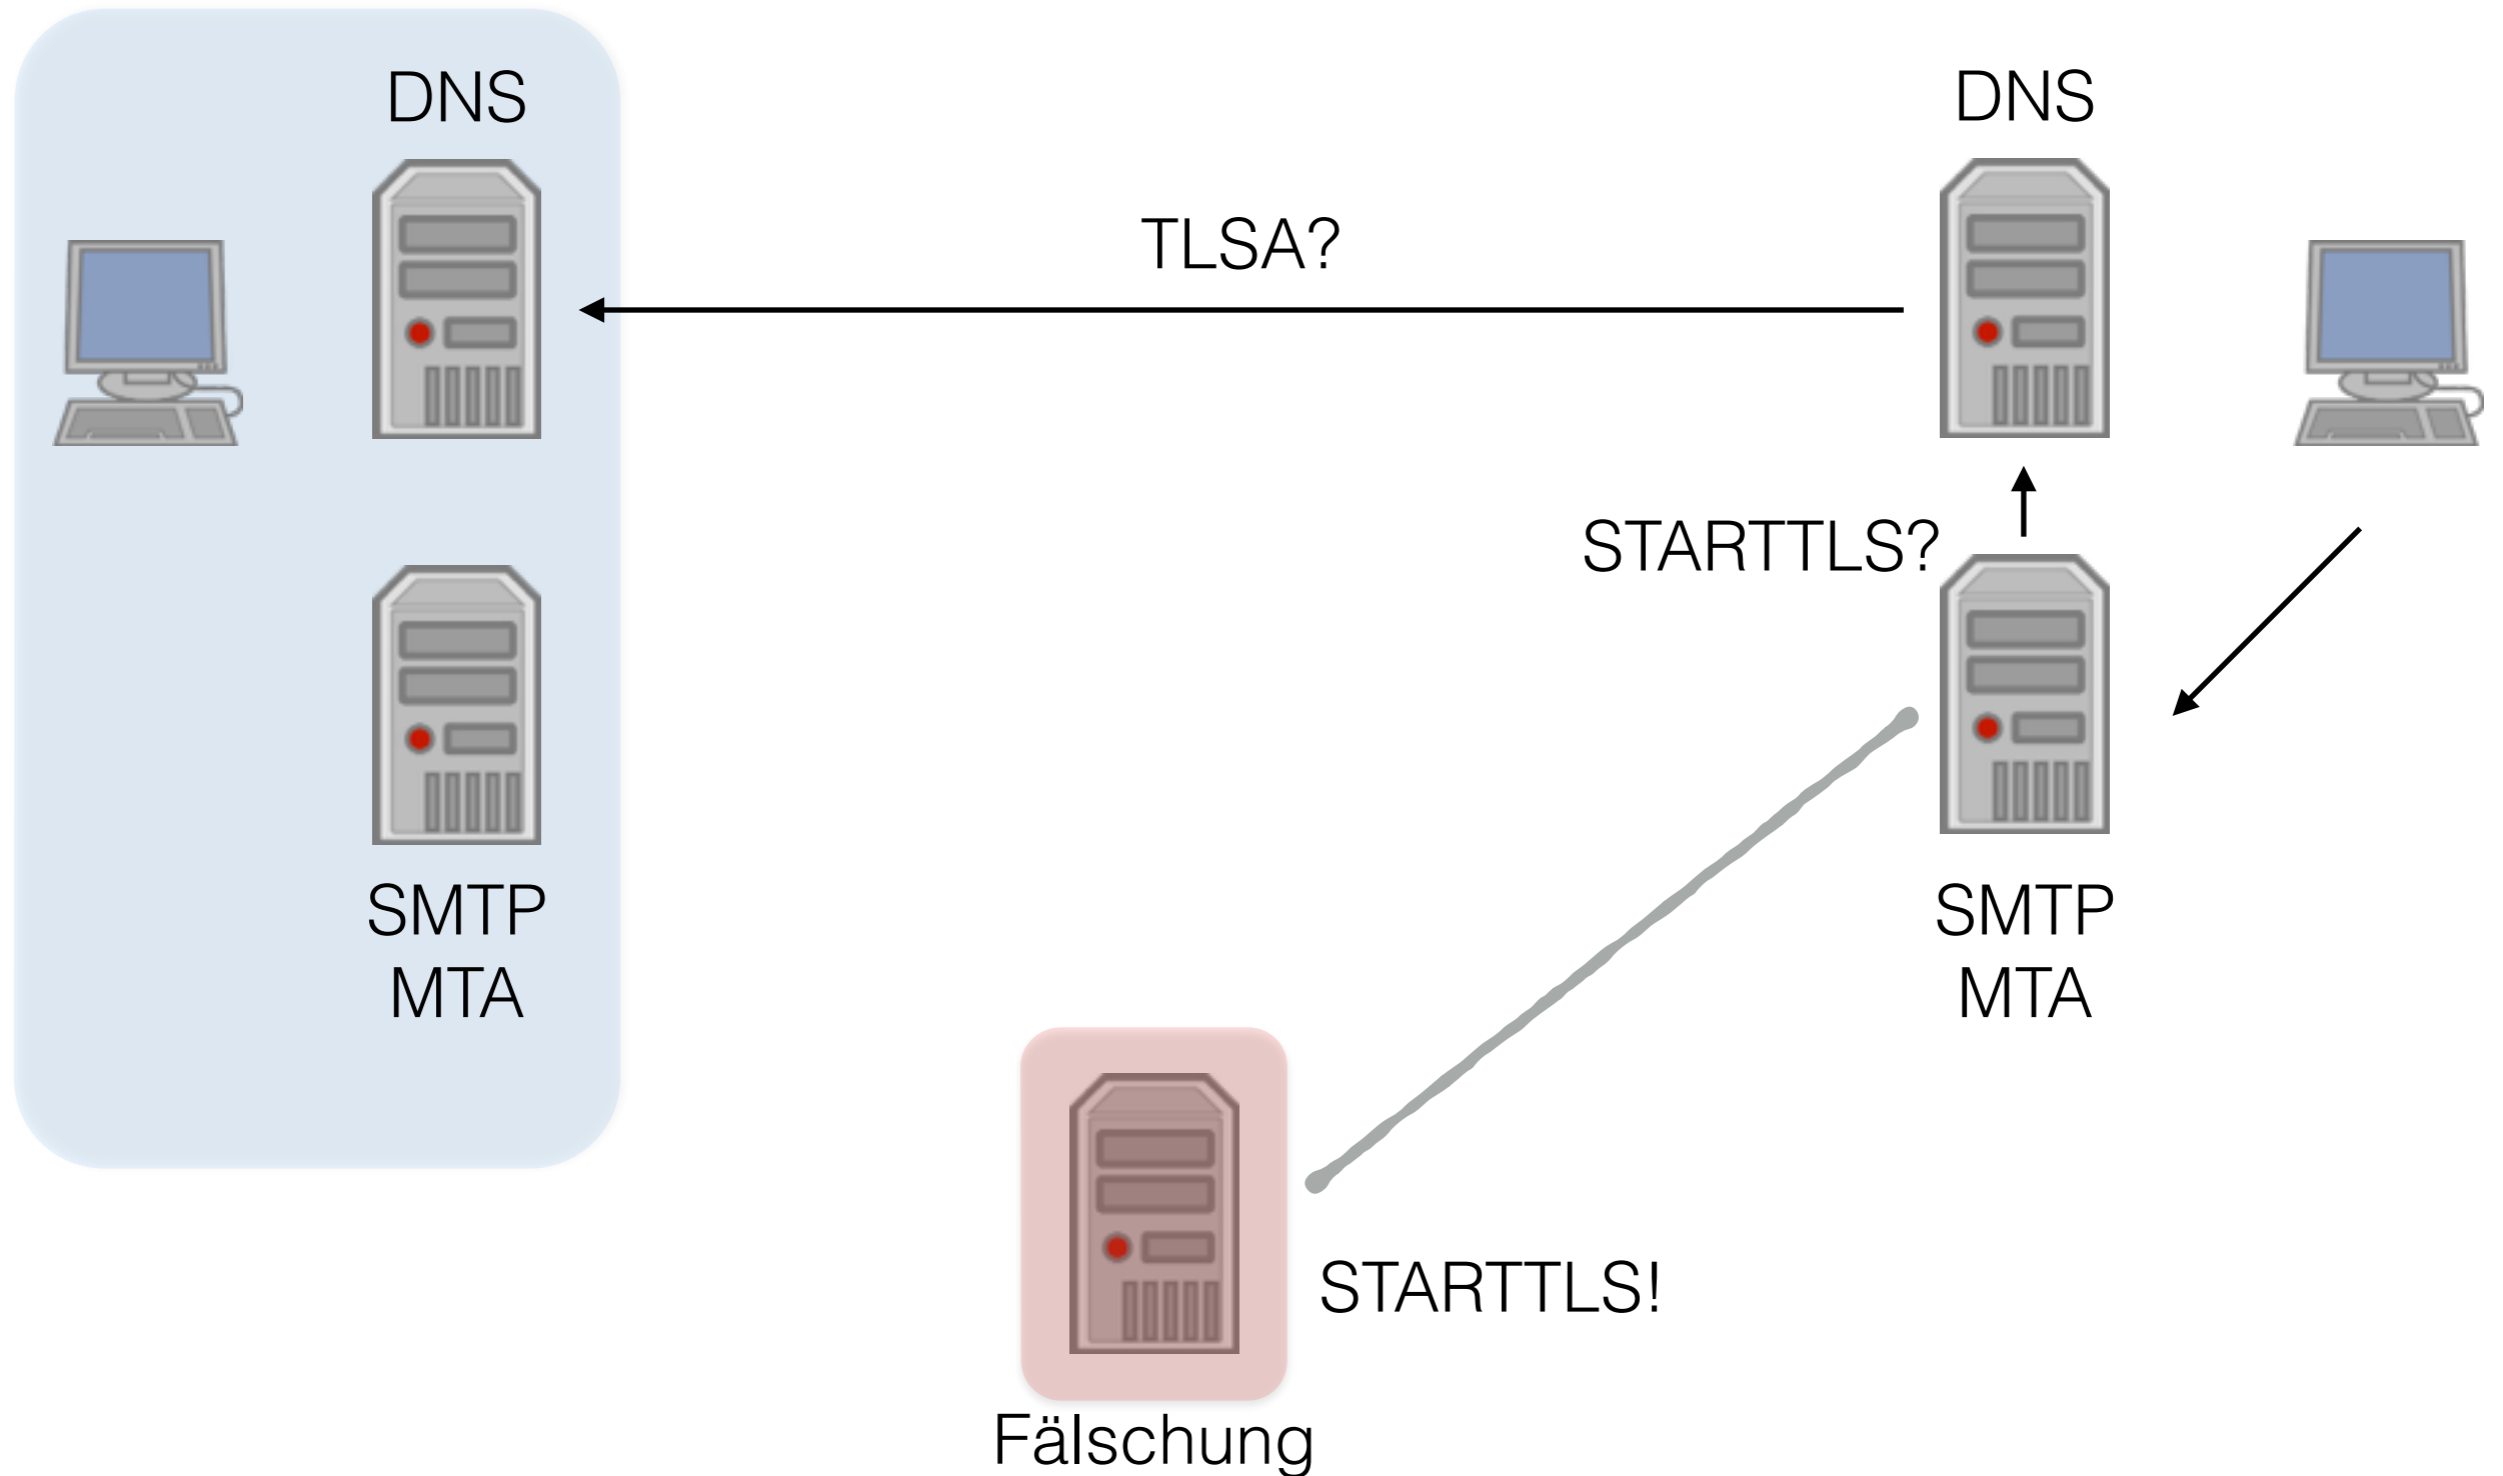 DNS
DNS
TLSA?
STARTTLS?
SMTP
MTA
SMTP
MTA
STARTTLS!
Fälschung